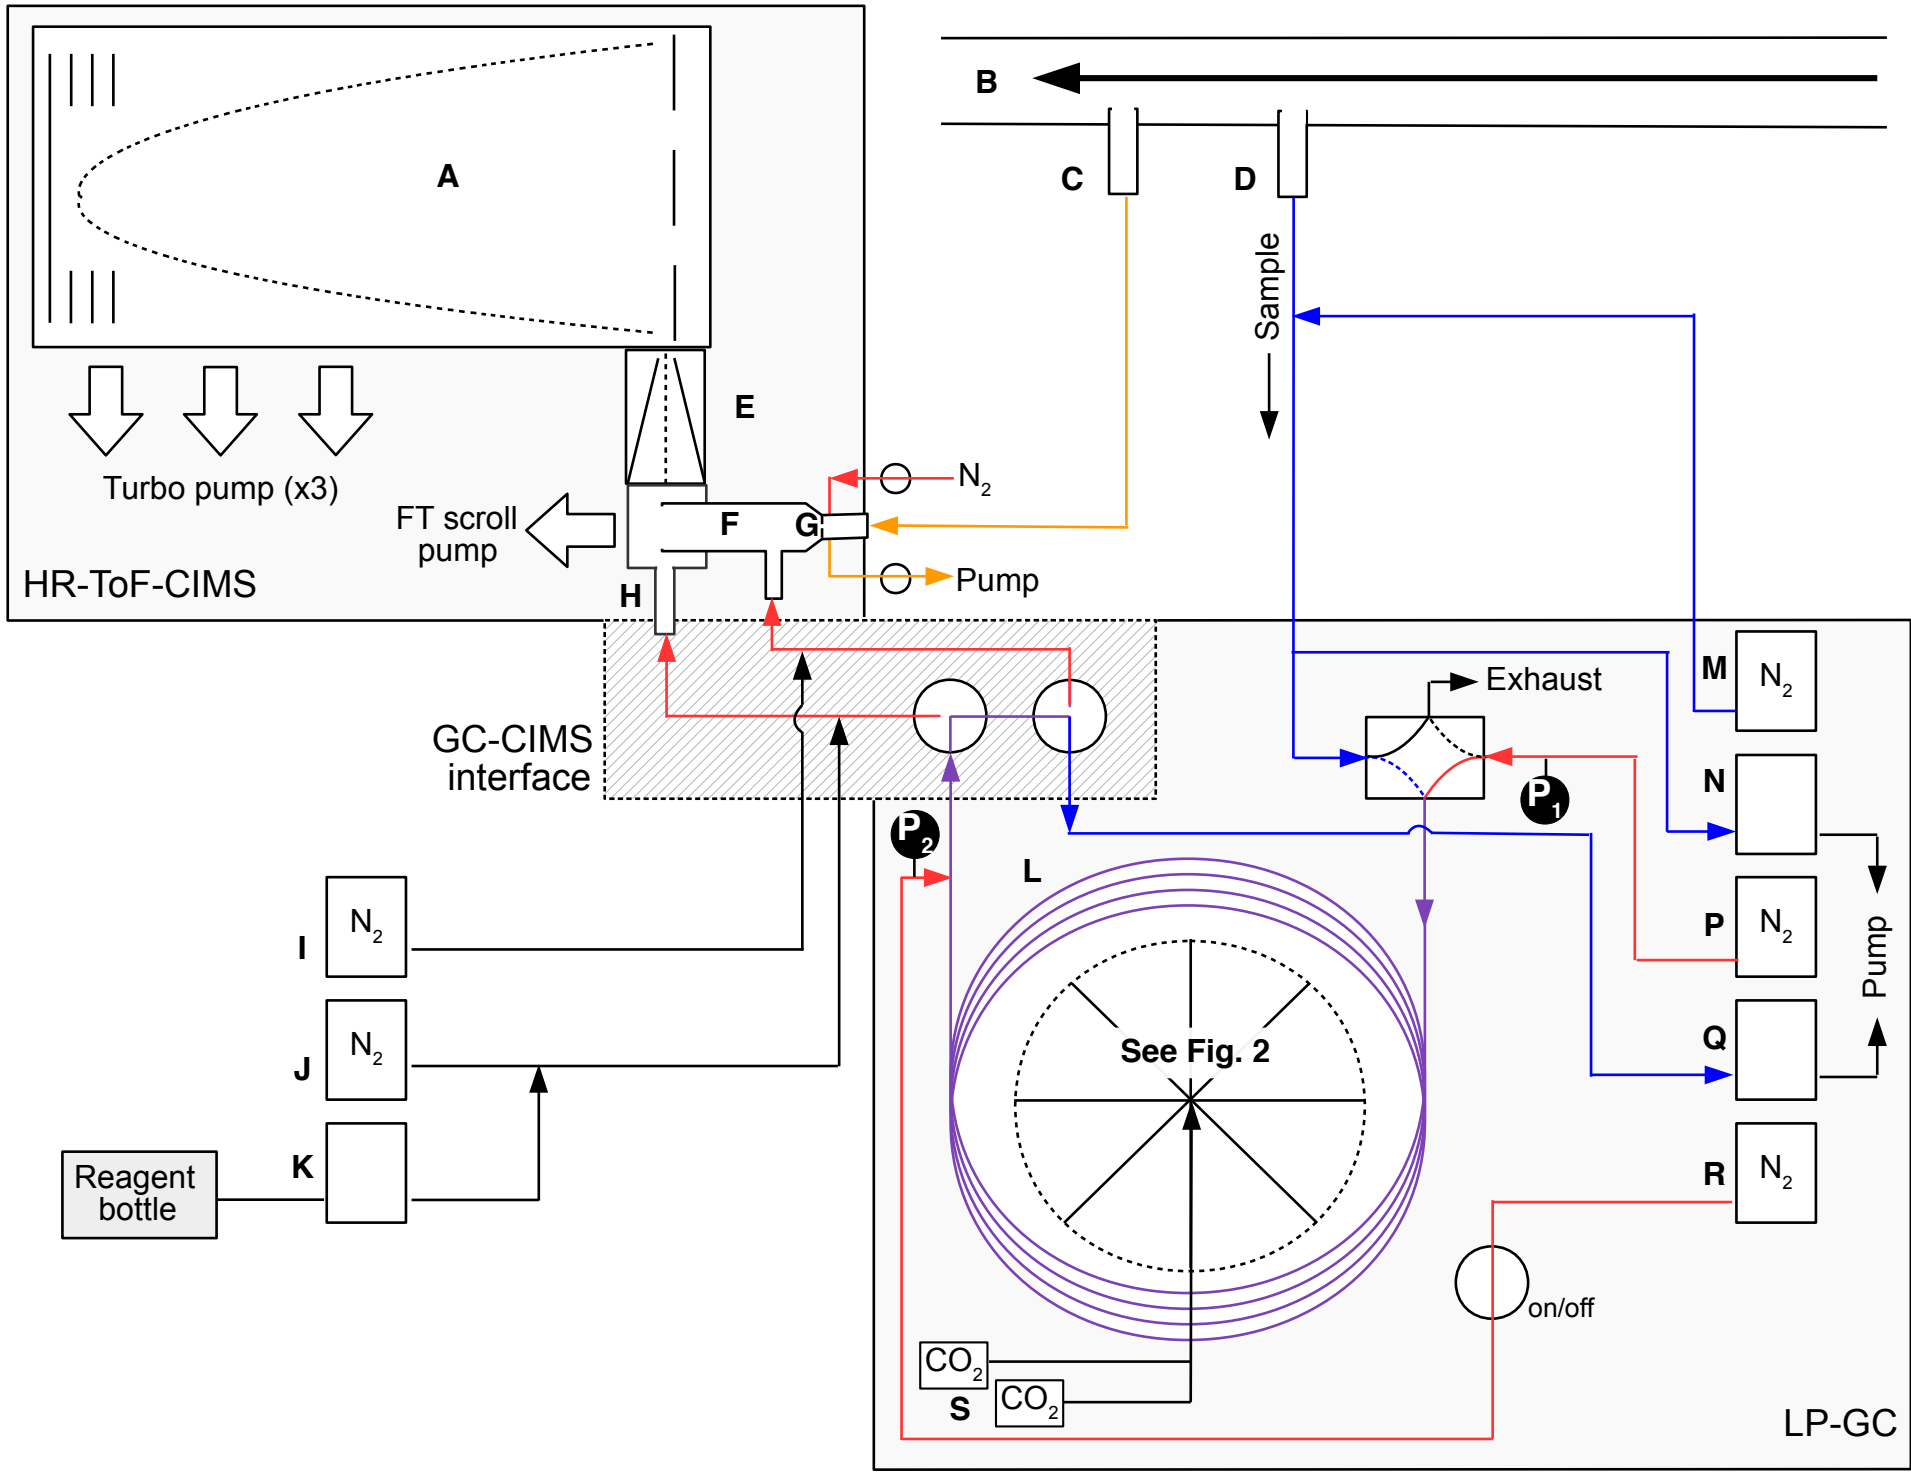 A
B
C
D
Sample
E
Turbo pump (x3)
FT scroll
pump
F
G
N2
Pump
H
HR-ToF-CIMS
GC-CIMS
interface
Exhaust
M
N2
N
P1
P2
L
P
N2
Pump
I
N2
J
N2
See Fig. 2
Q
K
Reagent
bottle
R
N2
on/off
CO2
S
CO2
LP-GC